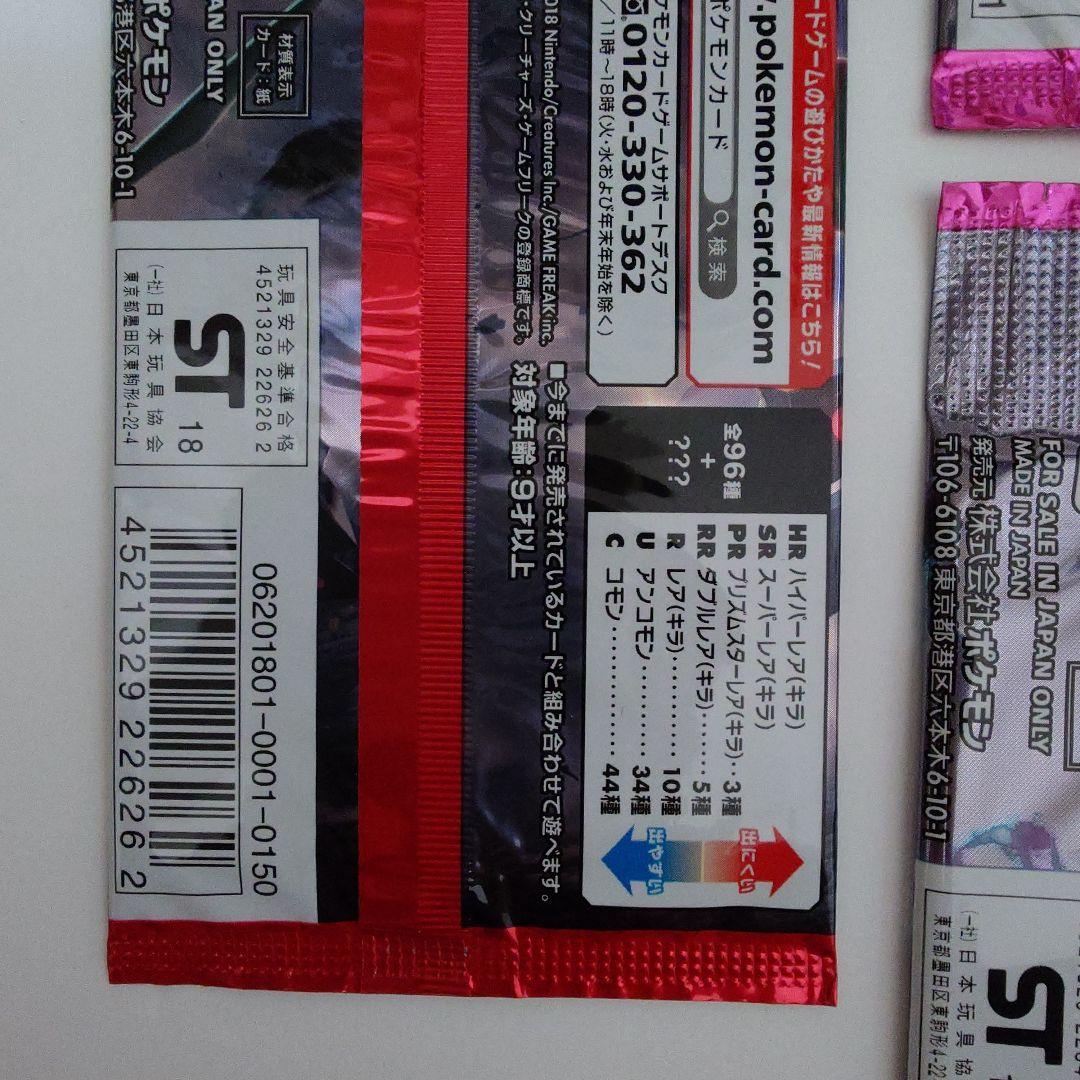 ードゲームの遊びかたや最新情報はこちら!
.pokemon-card.com
ポケモンカード
検索
モンカードゲームサポートデスク
0120-330-362
/11時~18時(火・水および年末年始を除く)
018 Nintendo/Creatures Inc./GAME FREAK inc.
・クリーチャーズ・ゲームフリークの登録商標です。
材質表示
カード:紙
PAN ONLY
ポケモン
港区六本木6-10-1
全96種
+
???
HR ハイパーレア(キラ)
SR スーパーレア(キラ)
PR プリズムスターレア(キラ)‥3種
RR ダブルレア(キラ)‥‥‥5種
R レア(キラ)‥‥‥‥‥10種
U アンコモン‥‥‥‥‥34種
C コモン‥‥‥‥‥‥44種
出にくい
出やすい
■今までに発売されているカードと組み合わせて遊べます。
対象年齢:9才以上
玩具安全基準合格
4521329 22626 2
ST 18
(一社)日本玩具協会
東京都墨田区東駒形4-22-4
06201801-0001-0150
4 521329 226262
FOR SALE IN JAPAN ONLY
MADE IN JAPAN
発売元 株式会社ポケモン
〒106-6108 東京都港区六本木6-10-1
ST
(一社)日本玩具協
東京都墨田区東駒形4-22